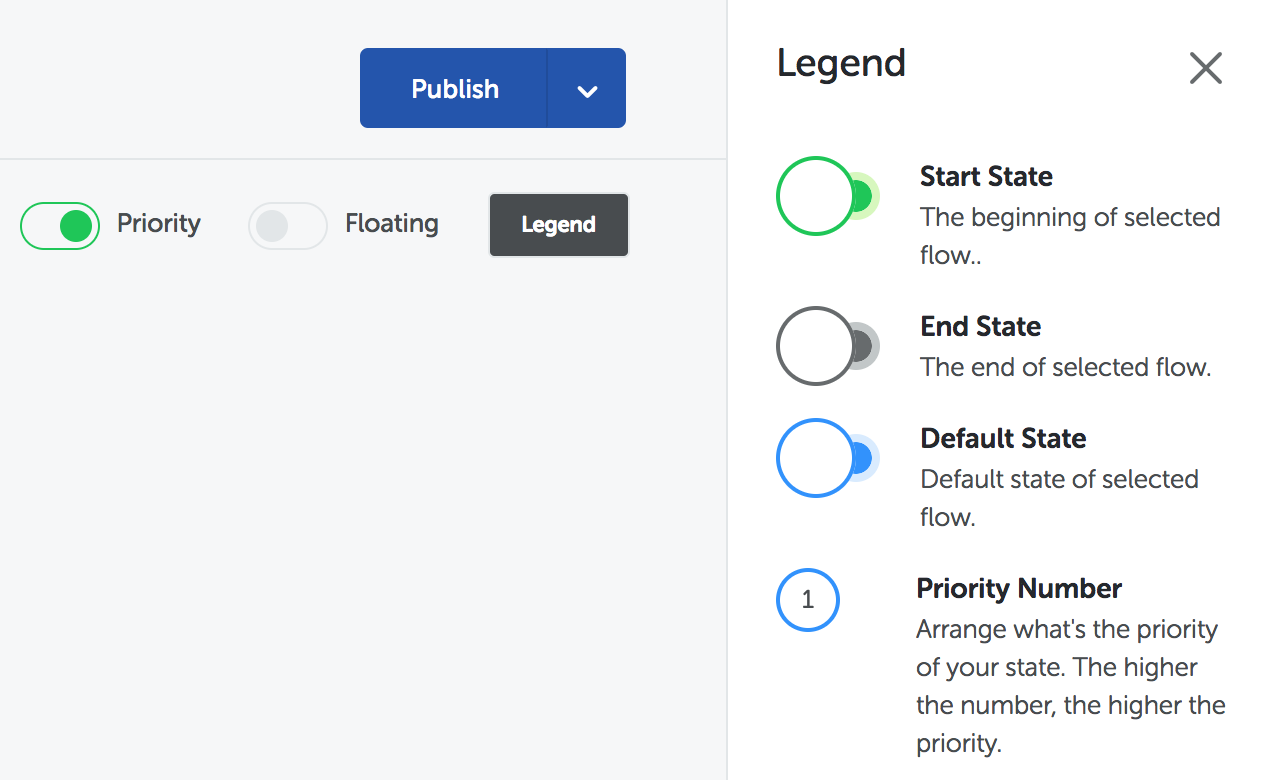 Publish
Priority
Floating
Legend
Legend
Start State
The beginning of selected
flow..
End State
The end of selected flow.
Default State
Default state of selected
flow.
1
Priority Number
Arrange what's the priority
of your state. The higher
the number, the higher the
priority.